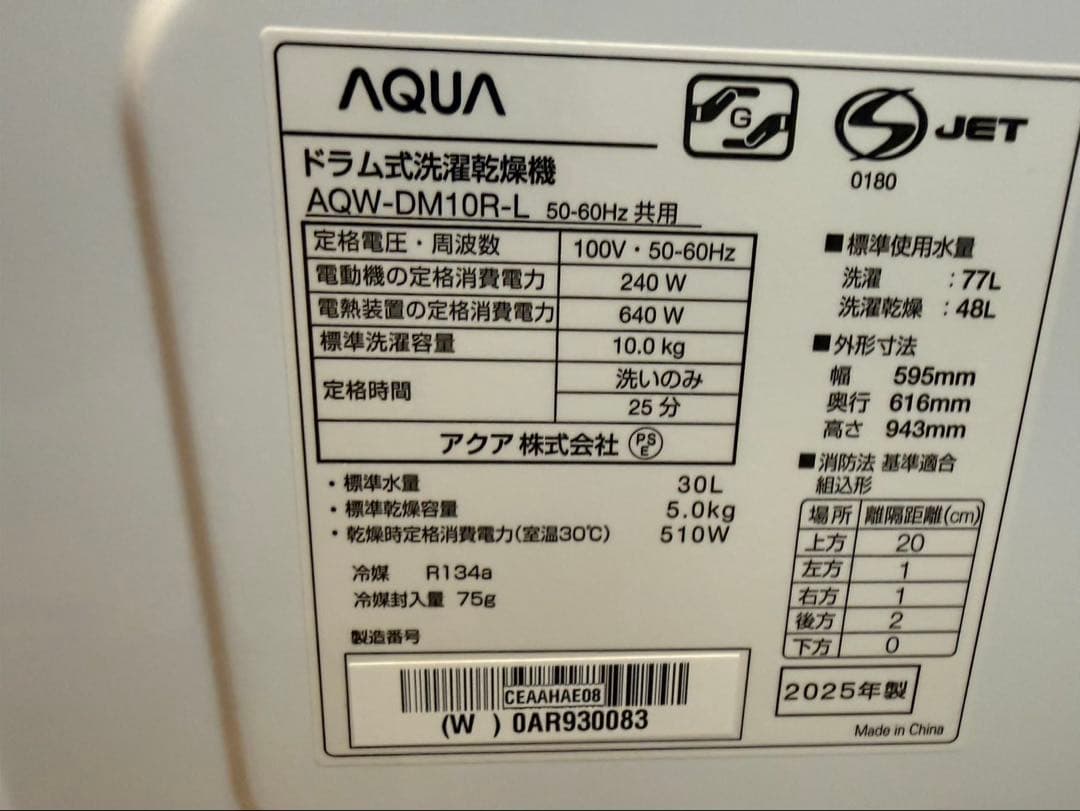 AQUA
G
JET
0180
ドラム式洗濯乾燥機
AQW-DM10R-L 50-60Hz 共用
定格電圧・周波数 100V・50-60Hz
電動機の定格消費電力 240 W
電熱装置の定格消費電力 640 W
標準洗濯容量 10.0 kg
定格時間 洗いのみ
25 分
アクア 株式会社 PSE
・標準水量 30L
・標準乾燥容量 5.0kg
・乾燥時定格消費電力(室温30℃) 510W
冷媒 R134a
冷媒封入量 75g
製造番号
CEAAHAE08
(W ) 0AR930083
■標準使用水量
洗濯 : 77L
洗濯乾燥 : 48L
■外形寸法
幅 595mm
奥行 616mm
高さ 943mm
■消防法 基準適合
組込形
場所 離隔距離(cm)
上方 20
左方 1
右方 1
後方 2
下方 0
2025年製
Made in China